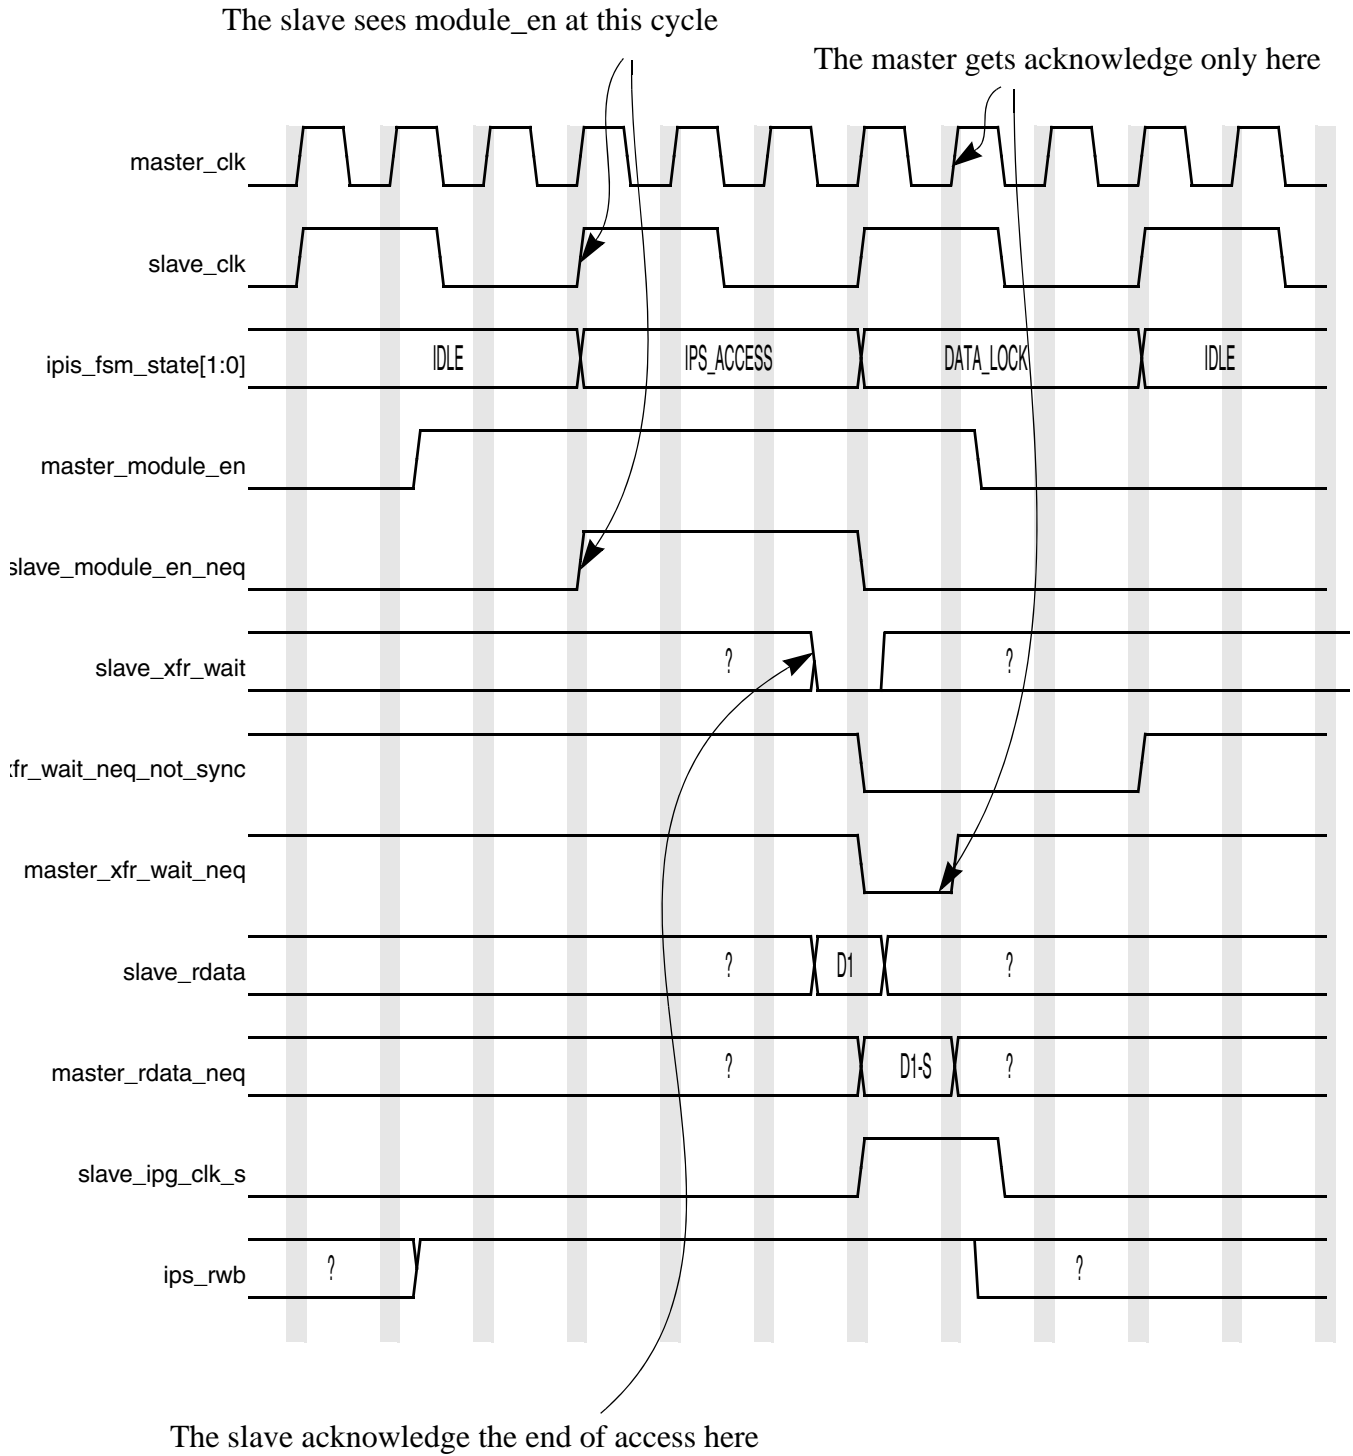 The slave sees module_en at this cycle
The master gets acknowledge only here
master_clk
slave_clk
ipis_fsm_state[1:0] IDLE IPS_ACCESS DATA_LOCK IDLE
master_module_en
slave_module_en_neq
slave_xfr_wait ? ?
xfr_wait_neq_not_sync
master_xfr_wait_neq
slave_rdata ? D1 ?
master_rdata_neq ? D1-S ?
slave_ipg_clk_s
ips_rwb ? ?
The slave acknowledge the end of access here